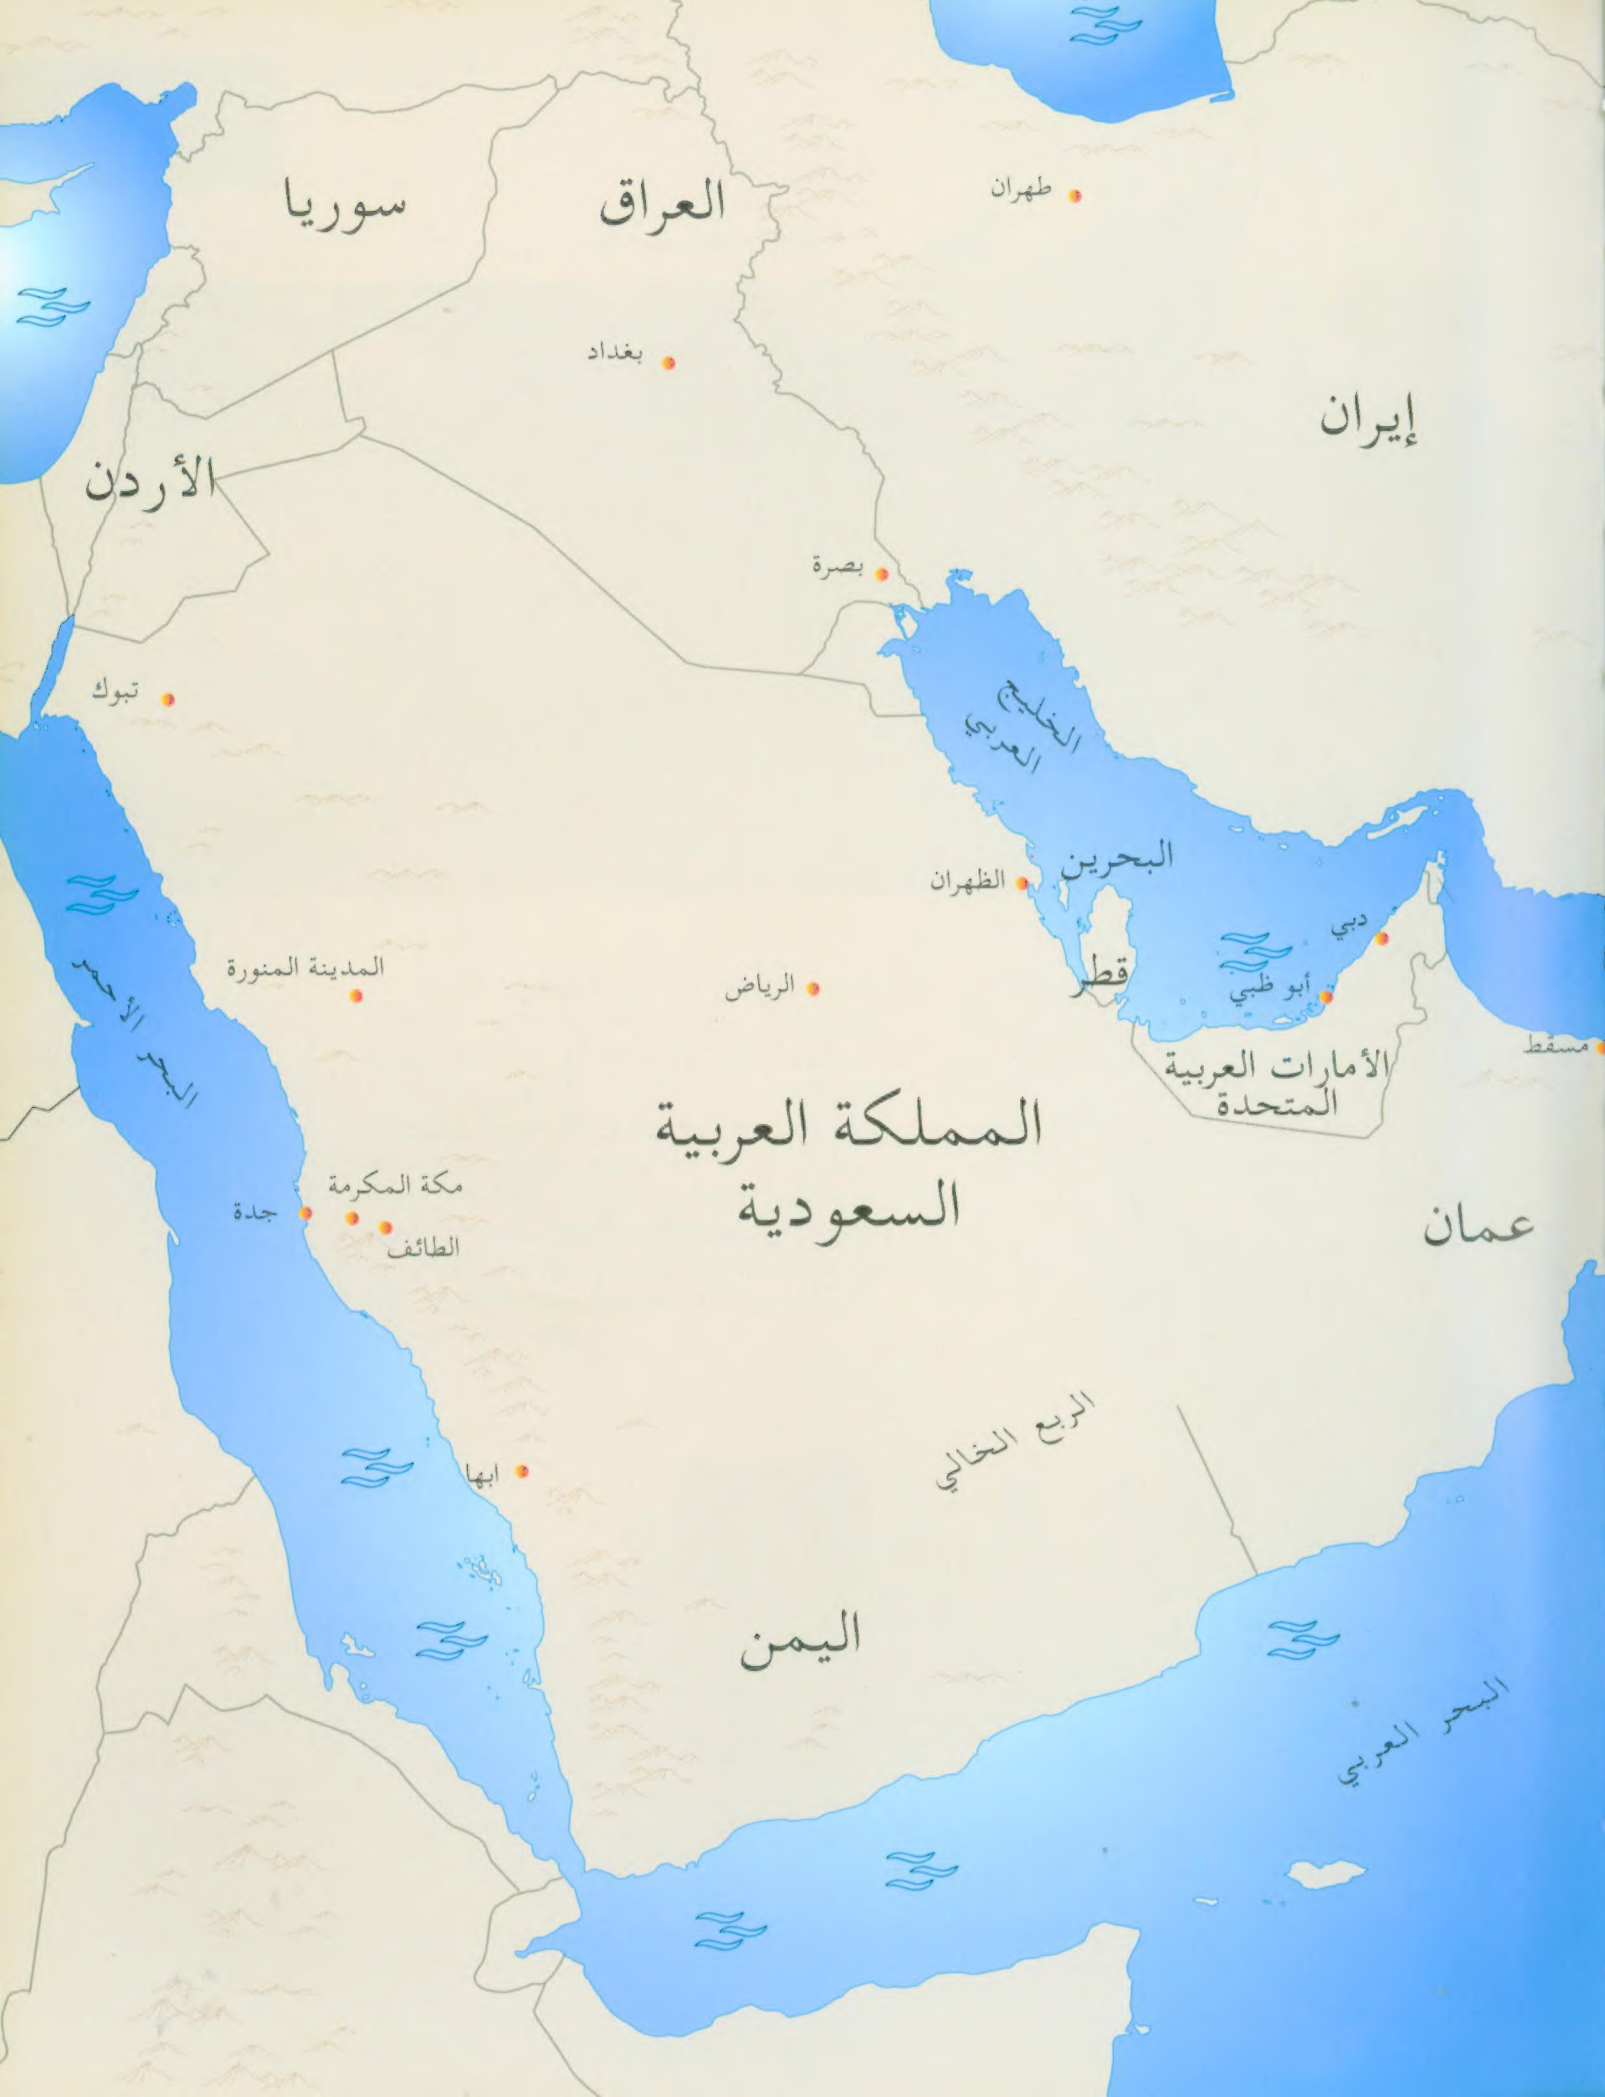 سوريا
العراق
طهران
بغداد
إيران
الأردن
بصرة
تبوك
الخليج
العربي
البحرين
الظهران
دبي
قطر
المدينة المنورة
الرياض
أبو ظبي
مسقط
البحر الأحمر
الأمارات العربية
المتحدة
المملكة العربية
السعودية
مكة المكرمة
جدة
الطائف
عمان
الربع الخالي
ابها
اليمن
البحر العربي